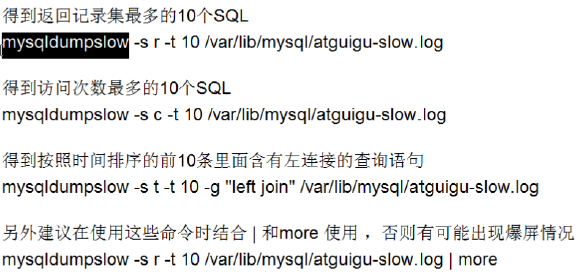 得到返回记录集最多的10个SQL
mysqldumpslow -s r -t 10 /var/lib/mysql/atguigu-slow.log
得到访问次数最多的10个SQL
mysqldumpslow -s c -t 10 /var/lib/mysql/atguigu-slow.log
得到按照时间排序的前10条里面含有左连接的查询语句
mysqldumpslow -s t -t 10 -g "left join" /var/lib/mysql/atguigu-slow.log
另外建议在使用这些命令时结合 | 和more 使用 ，否则有可能出现爆屏情况
mysqldumpslow -s r -t 10 /var/lib/mysql/atguigu-slow.log | more